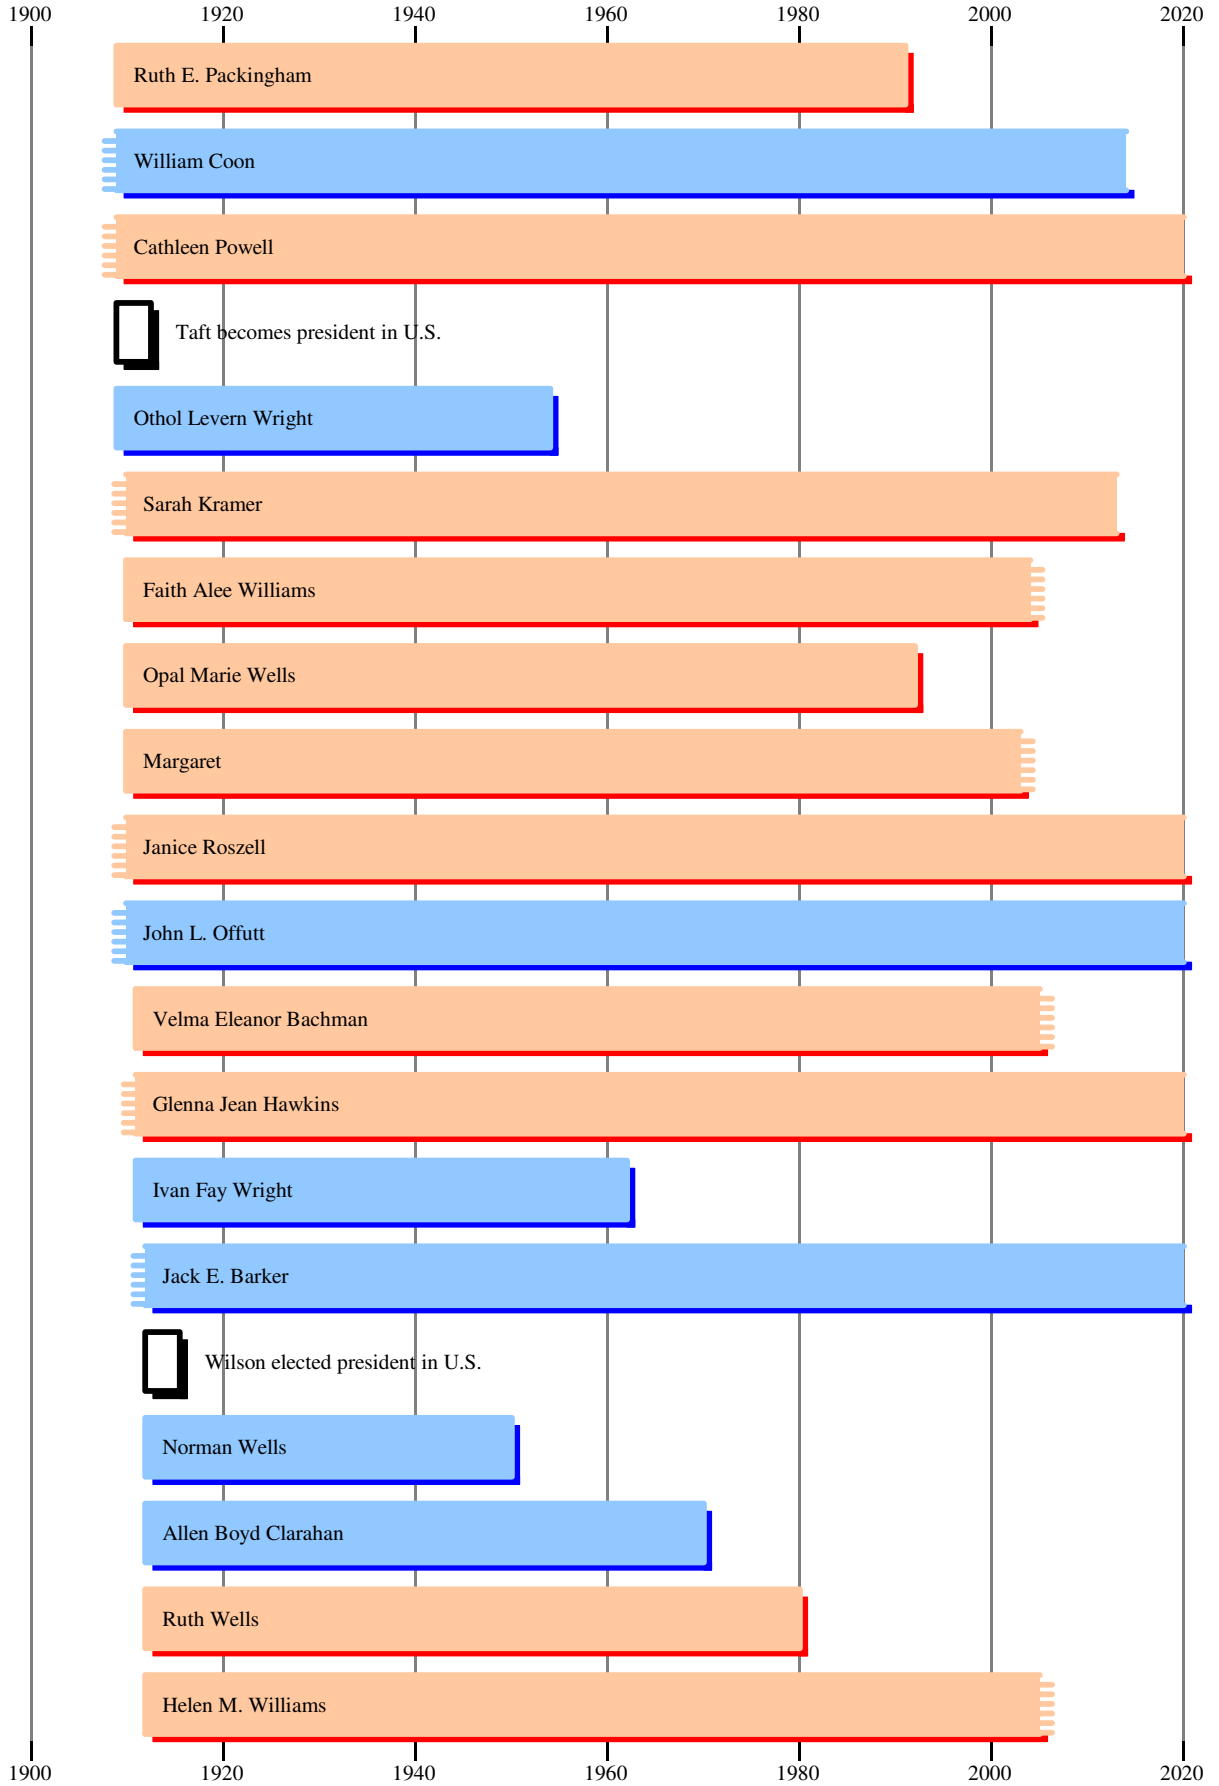 1900 1920 1940 1960 1980 2000 2020
Ruth E. Packingham
William Coon
Cathleen Powell
Taft becomes president in U.S.
Othol Levern Wright
Sarah Kramer
Faith Alee Williams
Opal Marie Wells
Margaret
Janice Roszell
John L. Offutt
Velma Eleanor Bachman
Glenna Jean Hawkins
Ivan Fay Wright
Jack E. Barker
Wilson elected president in U.S.
Norman Wells
Allen Boyd Clarahan
Ruth Wells
Helen M. Williams
1900 1920 1940 1960 1980 2000 2020